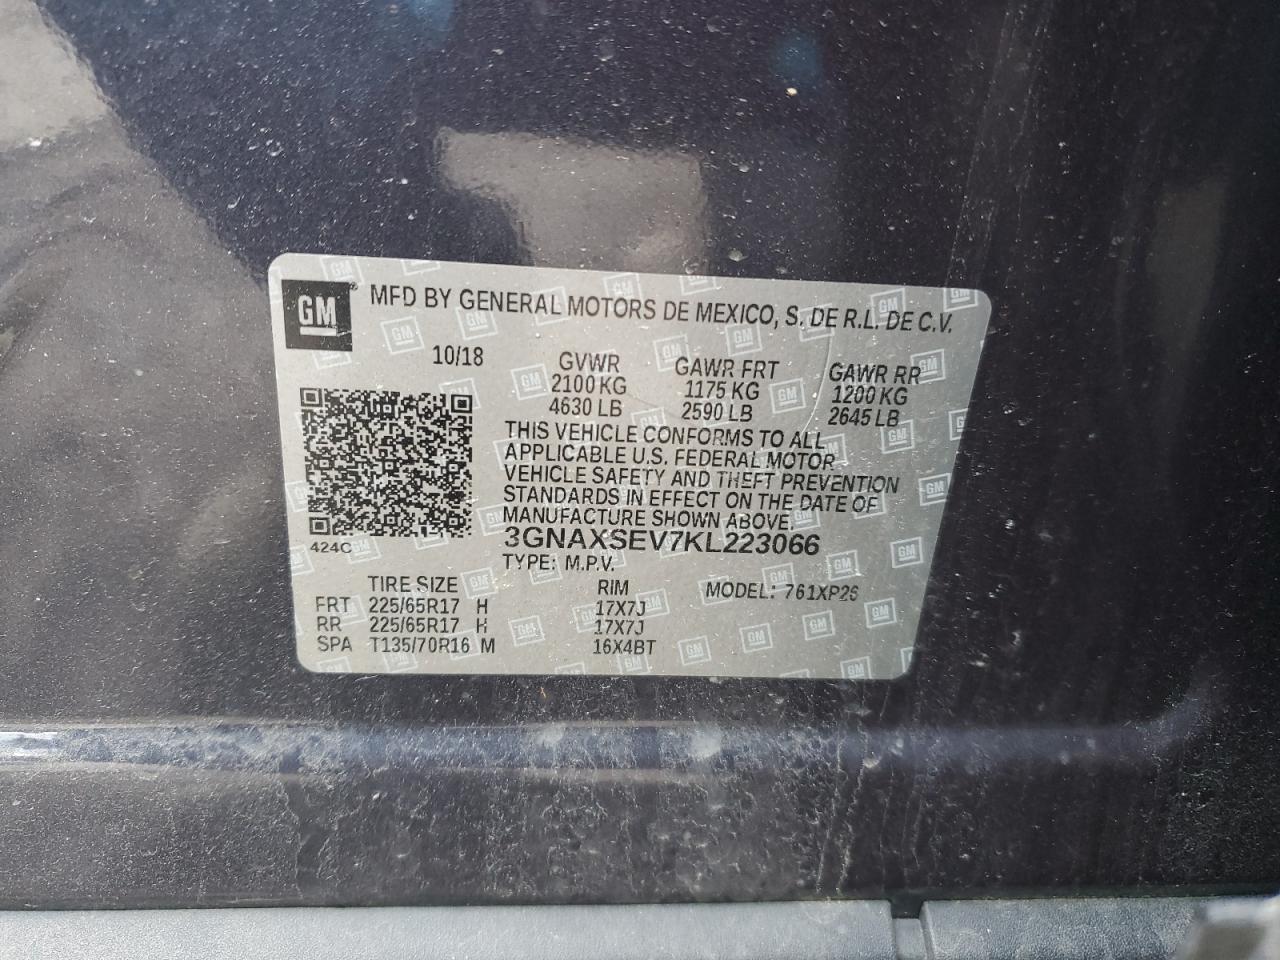 GM MFD BY GENERAL MOTORS DE MEXICO, S. DE R.L. DE C.V.
10/18 GVWR GAWR FRT GAWR RR
2100 KG 1175 KG 1200 KG
4630 LB 2590 LB 2645 LB
THIS VEHICLE CONFORMS TO ALL
APPLICABLE U.S. FEDERAL MOTOR
VEHICLE SAFETY AND THEFT PREVENTION
STANDARDS IN EFFECT ON THE DATE OF
MANUFACTURE SHOWN ABOVE.
424C 3GNAXSEV7KL223066
TYPE: M.P.V.
TIRE SIZE RIM MODEL: 761XP26
FRT 225/65R17 H 17X7J
RR 225/65R17 H 17X7J
SPA T135/70R16 M 16X4BT